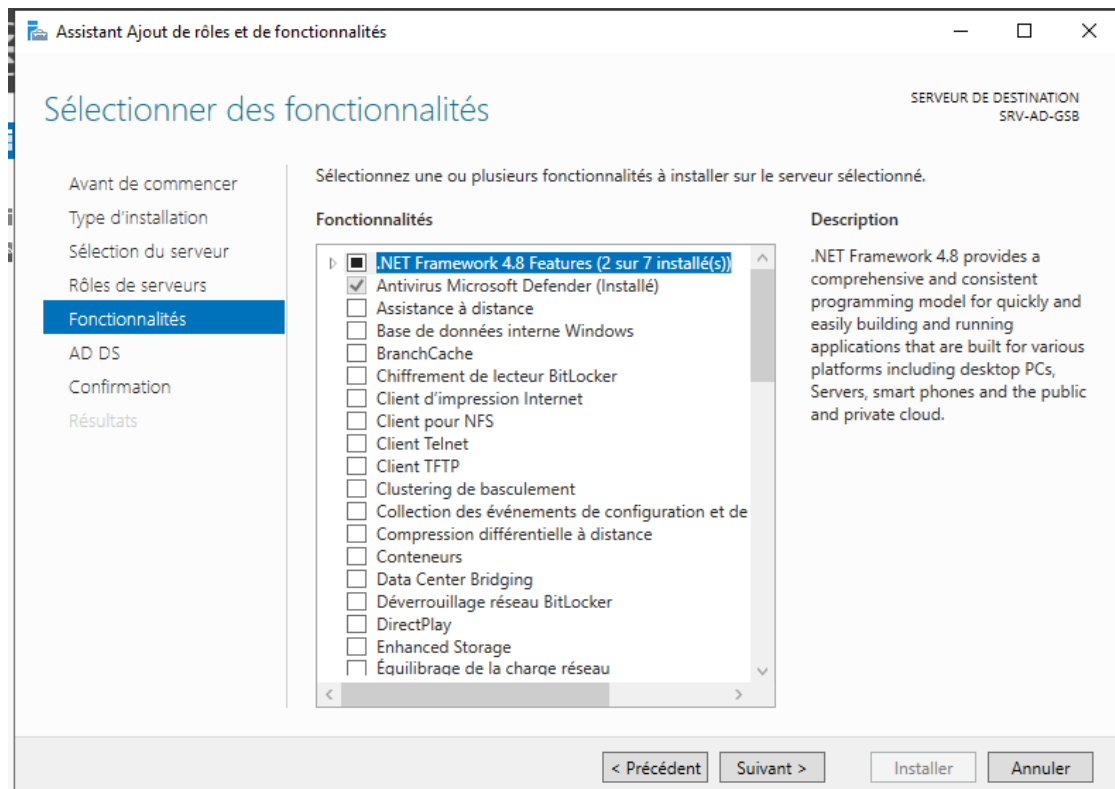 Assistant Ajout de rôles et de fonctionnalités
Sélectionner des fonctionnalités
SERVEUR DE DESTINATION
SRV-AD-GSB
Avant de commencer
Type d'installation
Sélection du serveur
Rôles de serveurs
Fonctionnalités
AD DS
Confirmation
Résultats
Sélectionnez une ou plusieurs fonctionnalités à installer sur le serveur sélectionné.
Fonctionnalités
.NET Framework 4.8 Features (2 sur 7 installé(s))
Antivirus Microsoft Defender (Installé)
Assistance à distance
Base de données interne Windows
BranchCache
Chiffrement de lecteur BitLocker
Client d'impression Internet
Client pour NFS
Client Telnet
Client TFTP
Clustering de basculement
Collection des événements de configuration et de
Compression différentielle à distance
Conteneurs
Data Center Bridging
Déverrouillage réseau BitLocker
DirectPlay
Enhanced Storage
Équilibrage de la charge réseau
Description
.NET Framework 4.8 provides a
comprehensive and consistent
programming model for quickly and
easily building and running
applications that are built for various
platforms including desktop PCs,
Servers, smart phones and the public
and private cloud.
< Précédent
Suivant >
Installer
Annuler